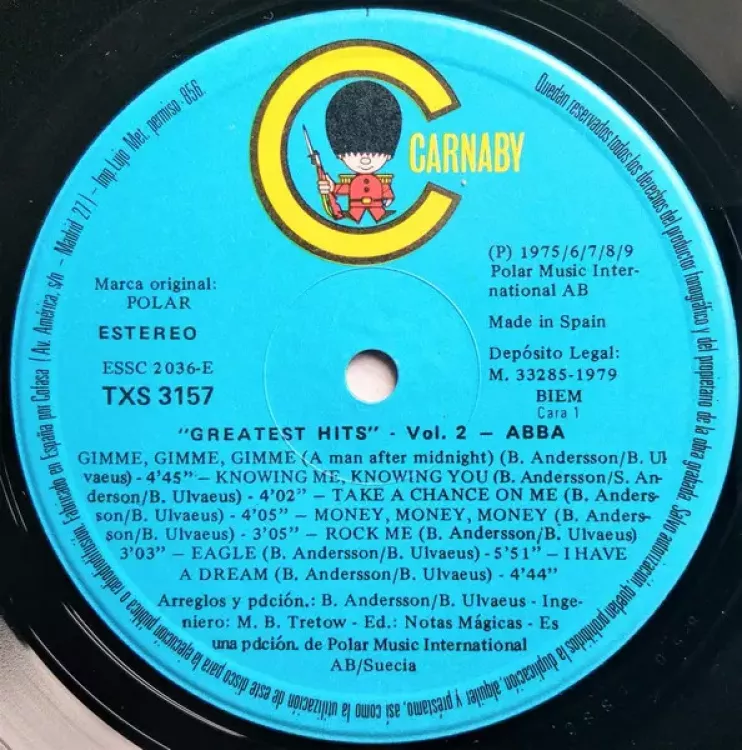 CARNABY
(P) 1975/6/7/8/9
Polar Music Inter-
national AB
Made in Spain
Depósito Legal:
M. 33285-1979
BIEM
Cara 1
Marca original:
POLAR
ESTEREO
ESSC 2036-E
TXS 3157
"GREATEST HITS" - Vol. 2 — ABBA
GIMME, GIMME, GIMME (A man after midnight) (B. Andersson/B. Ul-
vaeus) - 4'45" — KNOWING ME, KNOWING YOU (B. Andersson/S. An-
derson/B. Ulvaeus) - 4'02" — TAKE A CHANCE ON ME (B. Anders-
son/B. Ulvaeus) - 4'05" — MONEY, MONEY, MONEY (B. Anders-
son/B. Ulvaeus) - 3'05" — ROCK ME (B. Andersson/B. Ulvaeus)
3'03" — EAGLE (B. Andersson/B. Ulvaeus) - 5'51" — I HAVE
A DREAM (B. Andersson/B. Ulvaeus) - 4'44"
Arreglos y pdción.: B. Andersson/B. Ulvaeus - Inge-
niero: M. B. Tretow - Ed.: Notas Mágicas - Es
una pdción. de Polar Music International
AB/Suecia
Quedan reservados todos los derechos del productor fonográfico y del propietario de la obra grabada. Salvo autorización, quedan prohibidos la duplicación, alquiler y préstamo, así como la utilización de este disco para la ejecución pública o radiodifusión. Fabricado en España por Cofasa (Av. América, s/n — Madrid 27) — Imp. Lujo Met. permiso - 856.